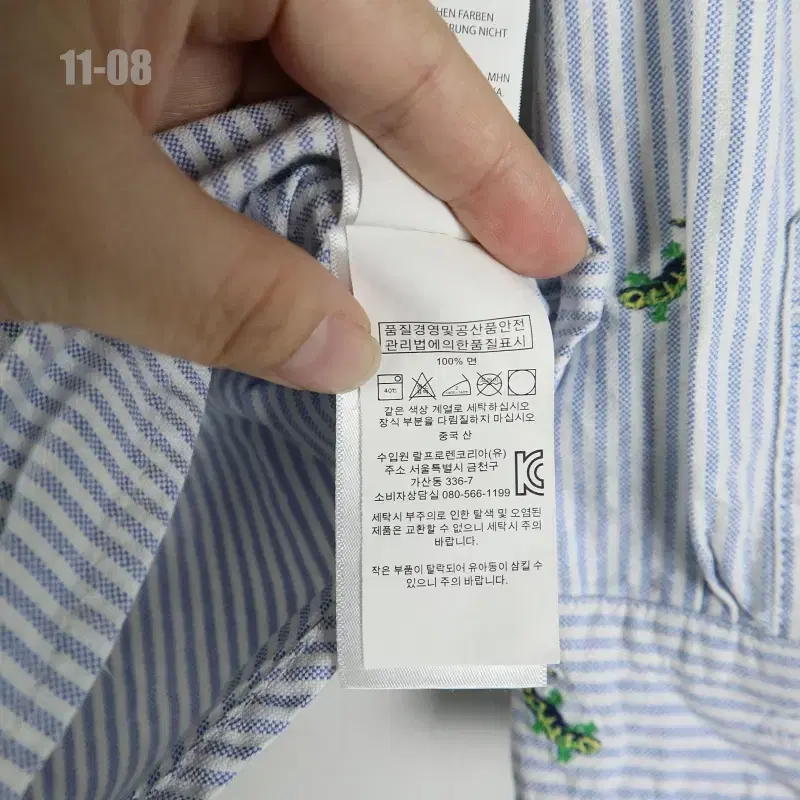 11-08
HEN FARBEN
RUNG NICHT
MHN
품질경영및공산품안전
관리법에의한품질표시
100% 면
40℃
같은 색상 계열로 세탁하십시오
장식 부분을 다림질하지 마십시오
중국 산
수입원 랄프로렌코리아(유)
주소 서울특별시 금천구
가산동 336-7
소비자상담실 080-566-1199
세탁시 부주의로 인한 탈색 및 오염된
제품은 교환할 수 없으니 세탁시 주의
바랍니다.
작은 부품이 탈락되어 유아동이 삼킬 수
있으니 주의 바랍니다.